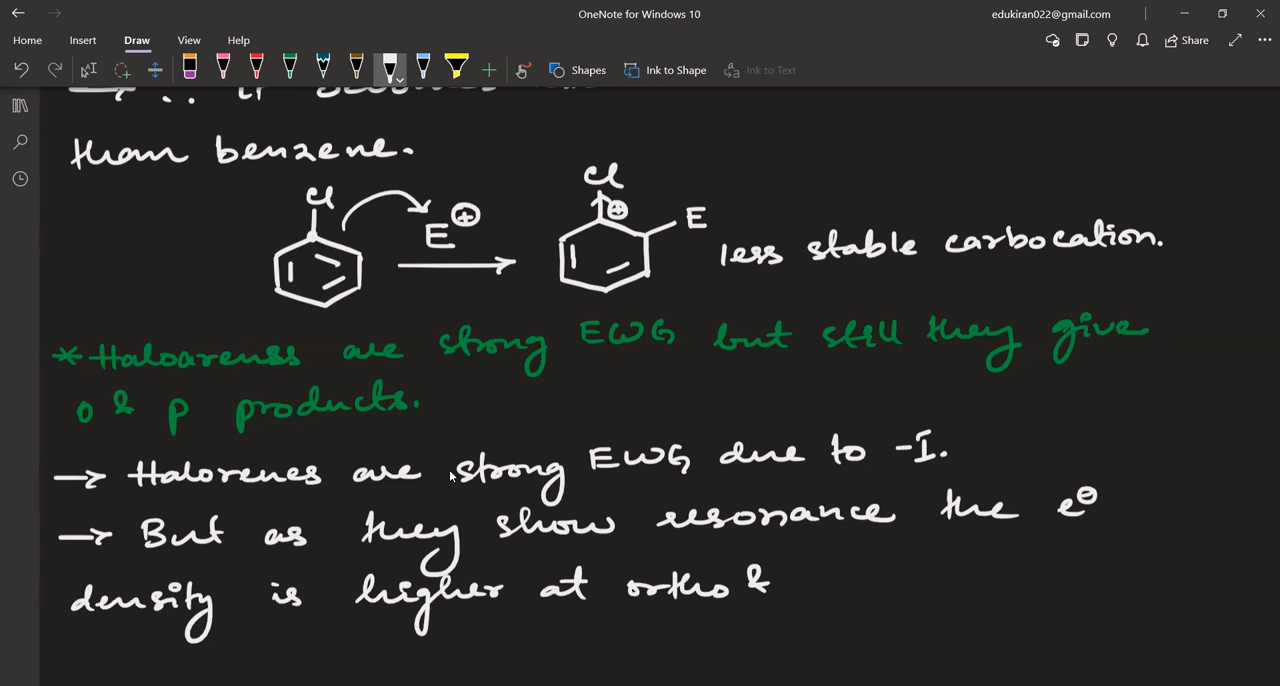 OneNote for Windows 10
edukiran022@gmail.com
Home Insert Draw View Help
Share
Shapes
Ink to Shape
Ink to Text
than benzene.
Cl
E⊕
Cl
⊕
E
less stable carbocation.
*Haloarenes are strong EWG but still they give
o & p products.
→ Halorenes are strong EWG due to -I.
→ But as they show resonance the e⊖
density is higher at ortho &